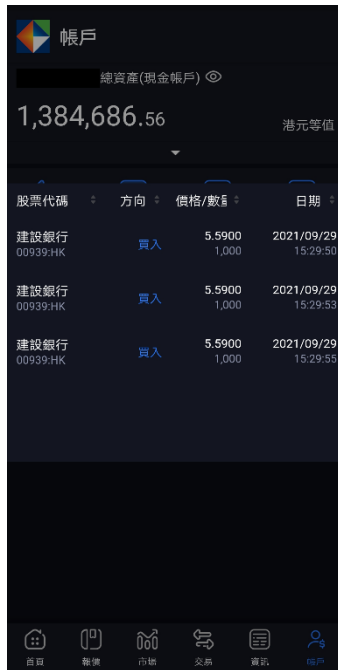 帳戶
總資產(現金帳戶)
1,384,686.56 港元等值
股票代碼 方向 價格/數量 日期
建設銀行 買入 5.5900 2021/09/29
00939:HK 1,000 15:29:50
建設銀行 買入 5.5900 2021/09/29
00939:HK 1,000 15:29:53
建設銀行 買入 5.5900 2021/09/29
00939:HK 1,000 15:29:55
首頁 報價 市場 交易 資訊 帳戶